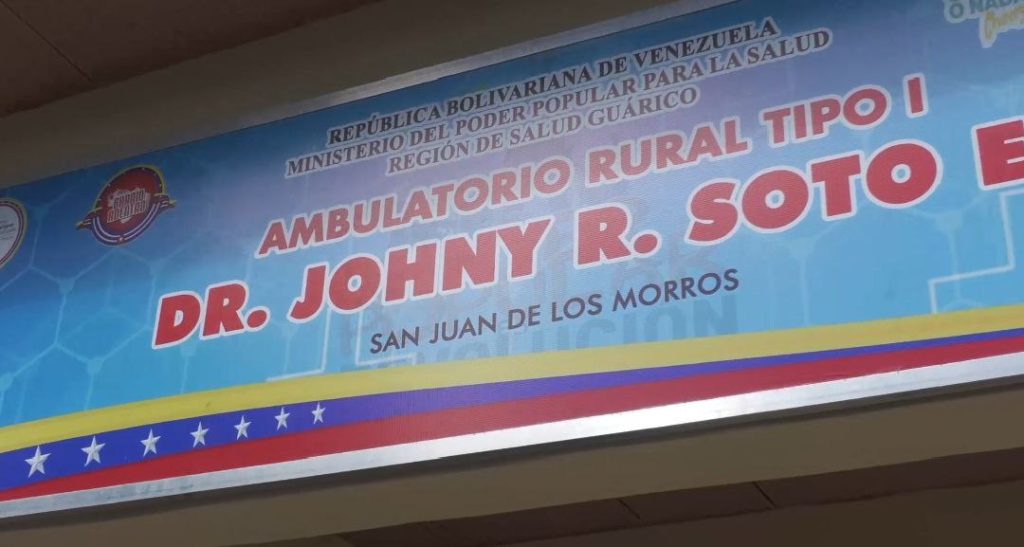 O NADA
REPÚBLICA BOLIVARIANA DE VENEZUELA
MINISTERIO DEL PODER POPULAR PARA LA SALUD
REGIÓN DE SALUD GUÁRICO
AMBULATORIO RURAL TIPO I
DR. JOHNY R. SOTO E
SAN JUAN DE LOS MORROS